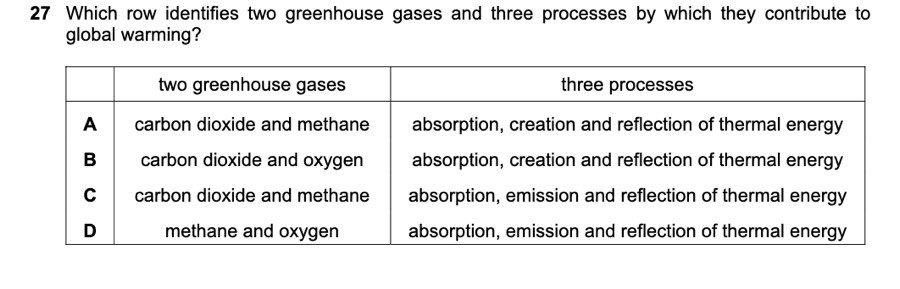 27 Which row identifies two greenhouse gases and three processes by which they contribute to
global warming?
two greenhouse gases three processes
A carbon dioxide and methane absorption, creation and reflection of thermal energy
B carbon dioxide and oxygen absorption, creation and reflection of thermal energy
C carbon dioxide and methane absorption, emission and reflection of thermal energy
D methane and oxygen absorption, emission and reflection of thermal energy